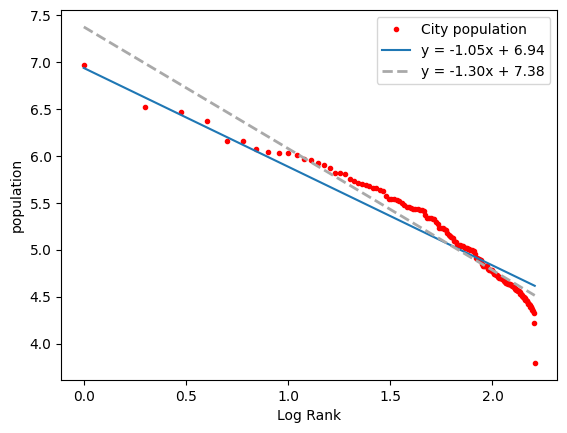 7.5
7.0
6.5
6.0
5.5
5.0
4.5
4.0
population
City population
y = -1.05x + 6.94
y = -1.30x + 7.38
0.0 0.5 1.0 1.5 2.0
Log Rank